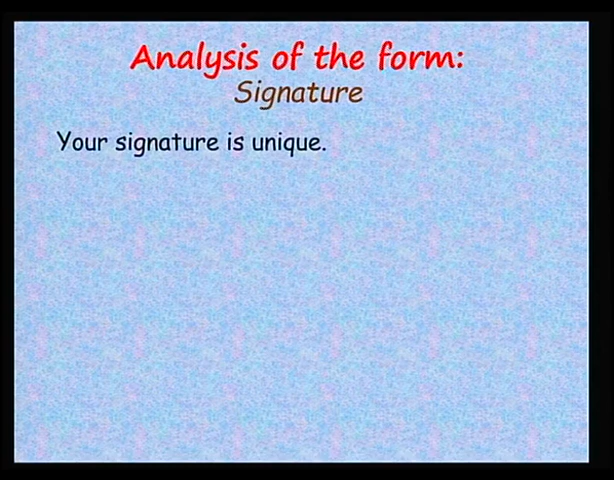 Analysis of the form:
Signature
Your signature is unique.